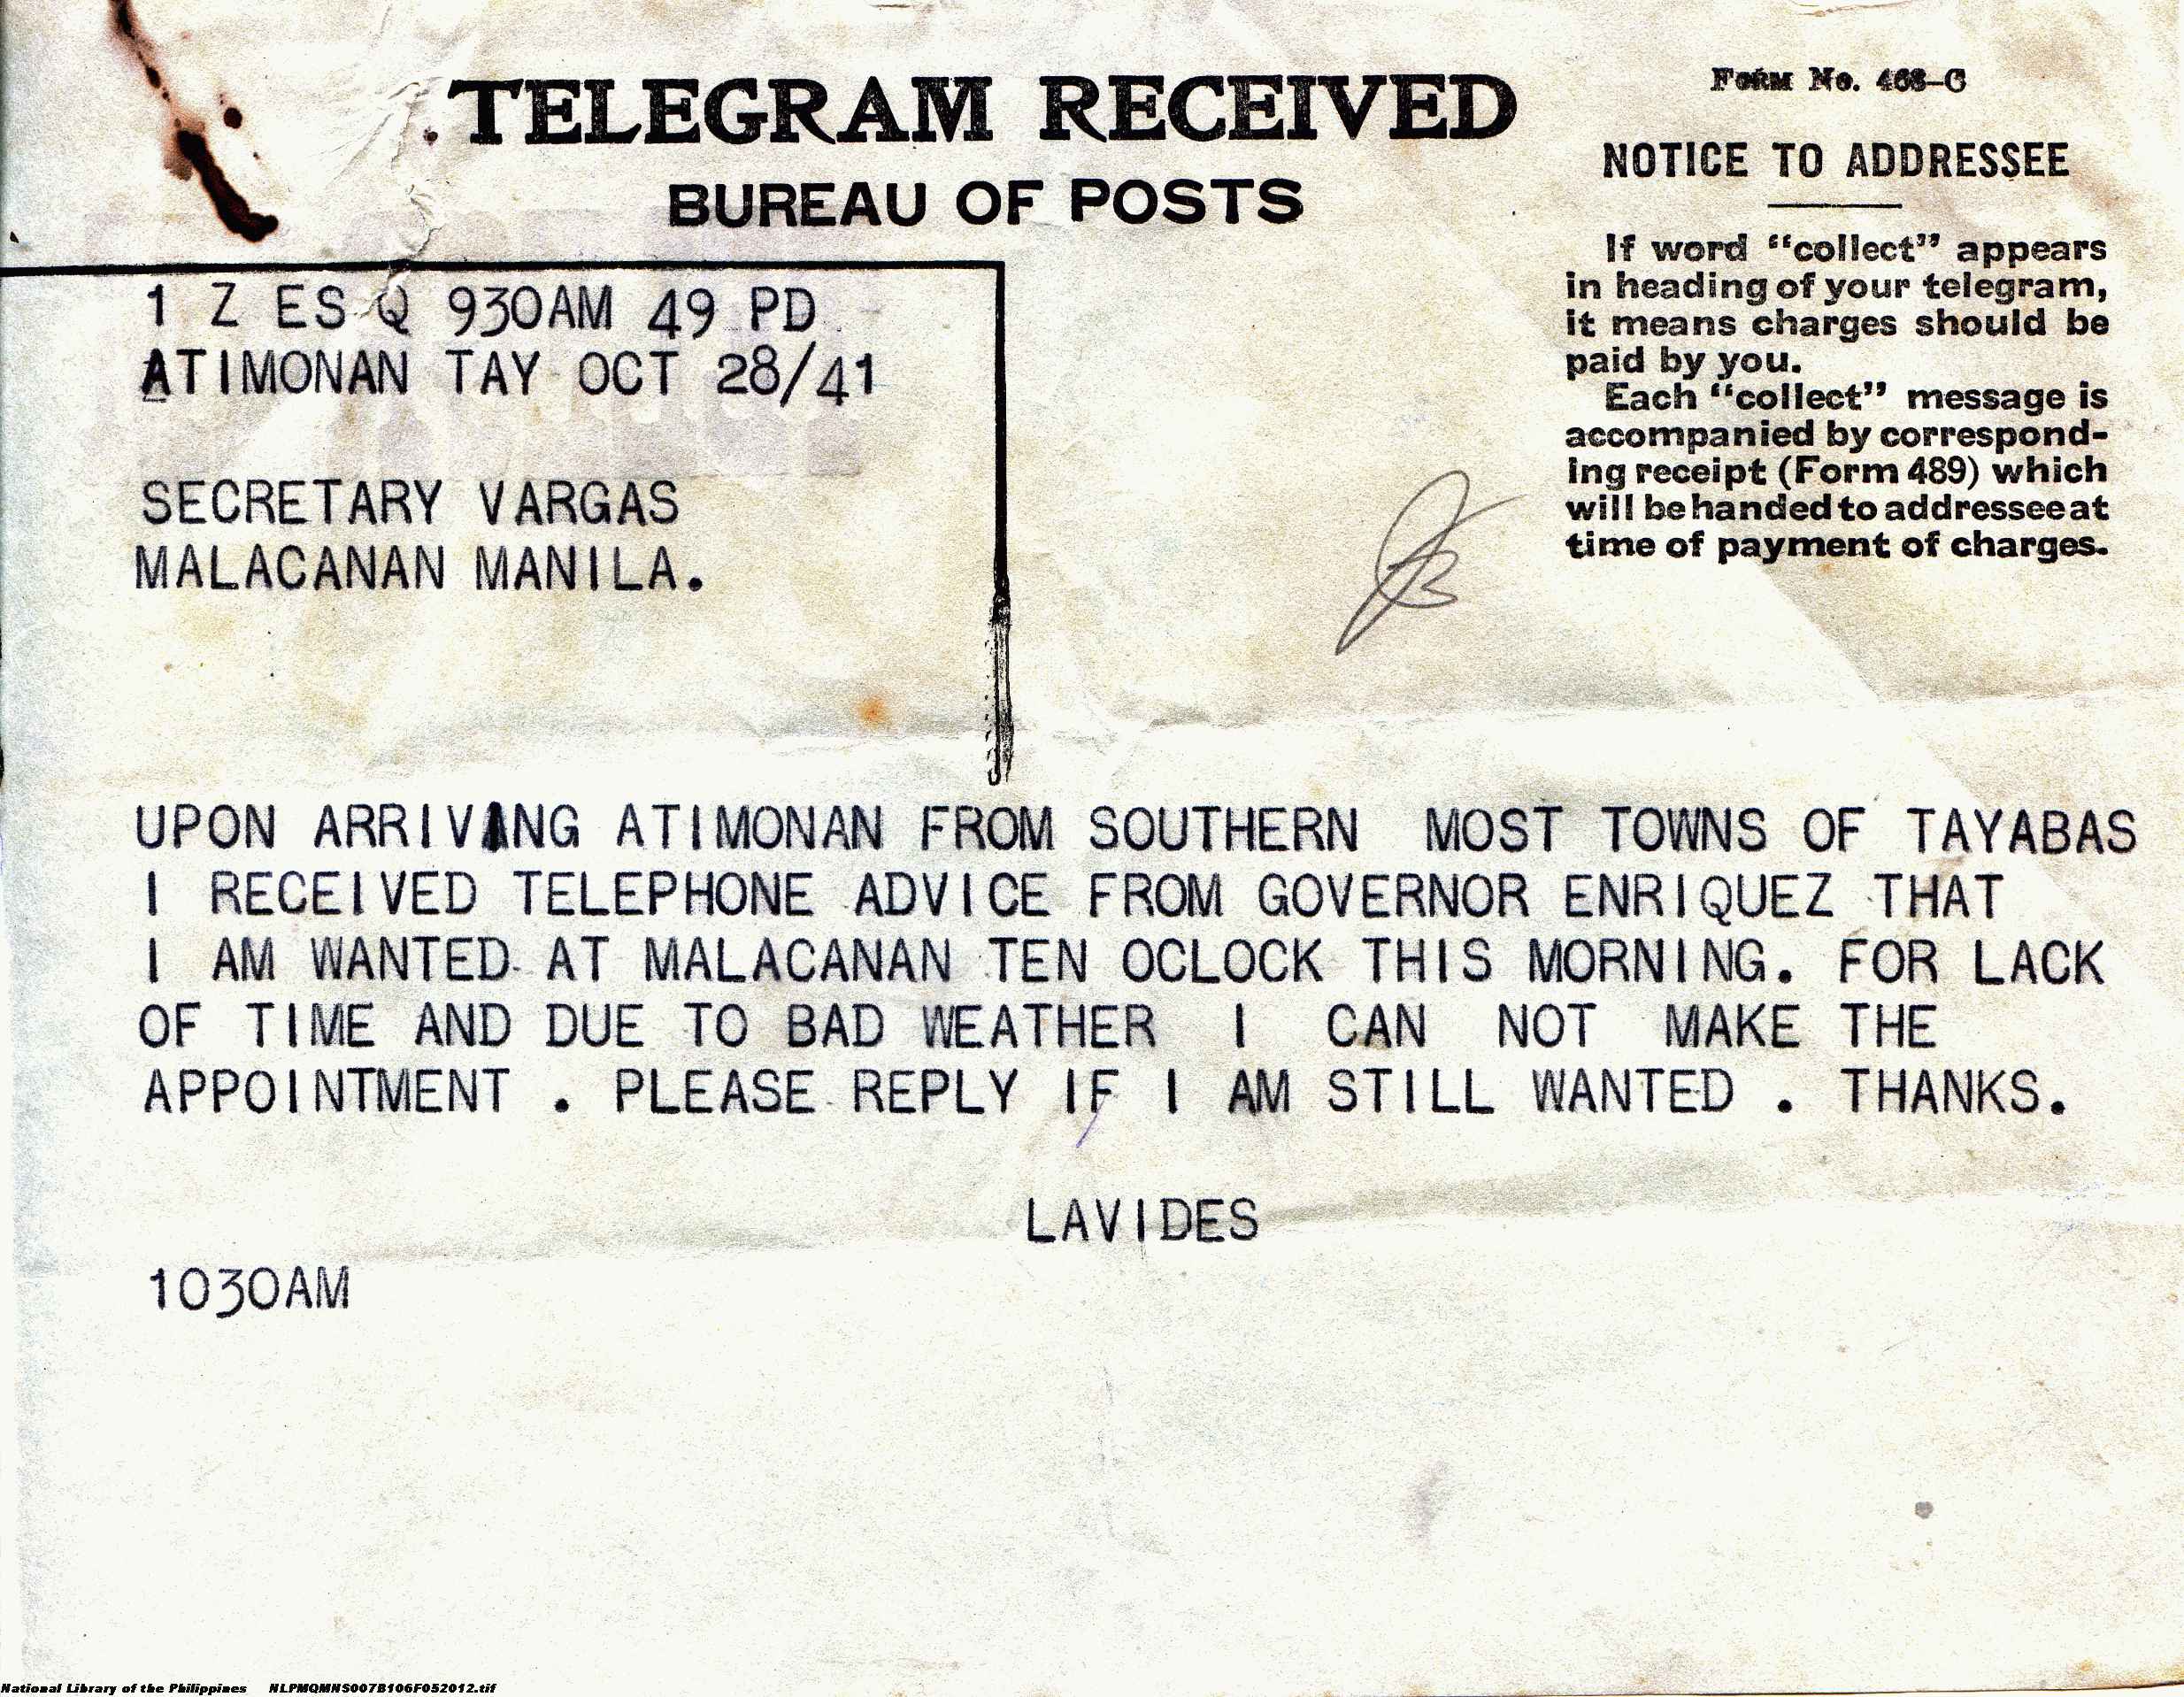 TELEGRAM RECEIVED
BUREAU OF POSTS
1 Z ES Q 930AM 49 PD
ATIMONAN TAY OCT 28/41
SECRETARY VARGAS
MALACANAN MANILA.
Form No. 468-C
NOTICE TO ADDRESSEE
If word “collect” appears
in heading of your telegram,
it means charges should be
paid by you.
Each “collect” message is
accompanied by correspond-
ing receipt (Form 489) which
will be handed to addressee at
time of payment of charges.
UPON ARRIVING ATIMONAN FROM SOUTHERN MOST TOWNS OF TAYABAS
I RECEIVED TELEPHONE ADVICE FROM GOVERNOR ENRIQUEZ THAT
I AM WANTED AT MALACANAN TEN OCLOCK THIS MORNING. FOR LACK
OF TIME AND DUE TO BAD WEATHER I CAN NOT MAKE THE
APPOINTMENT . PLEASE REPLY IF I AM STILL WANTED . THANKS.
LAVIDES
1030AM
National Library of the Philippines NLPMQMNS007B106F052012.tif